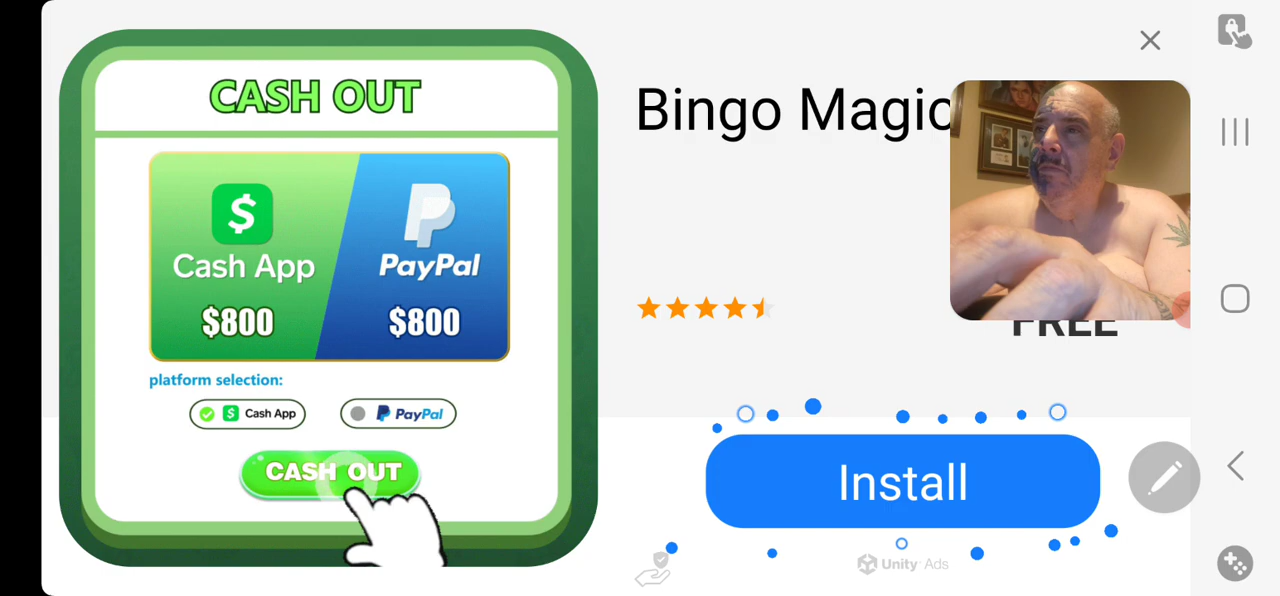 CASH OUT
$
Cash App
$800
PayPal
$800
platform selection:
$ Cash App
PayPal
CASH OUT
Bingo Magic
FREE
Install
Unity Ads